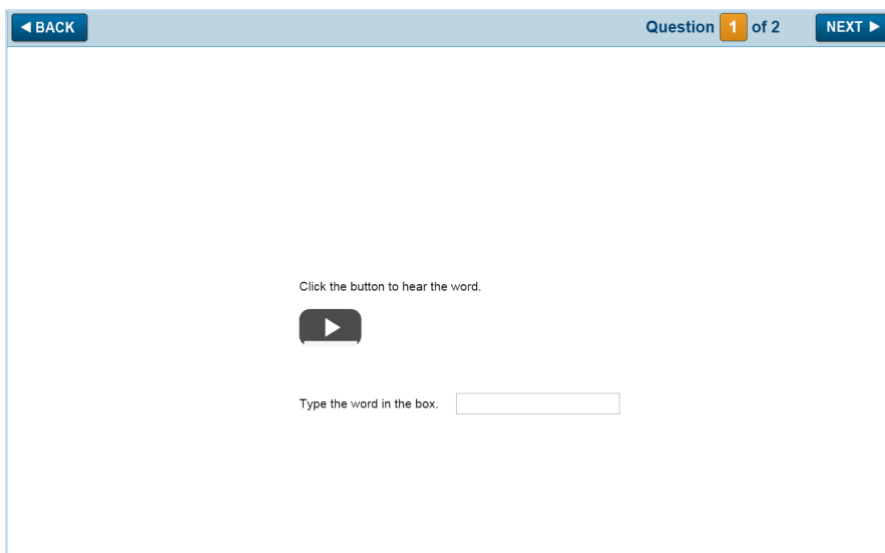 ◄ BACK Question 1 of 2 NEXT ►
Click the button to hear the word.
Type the word in the box.